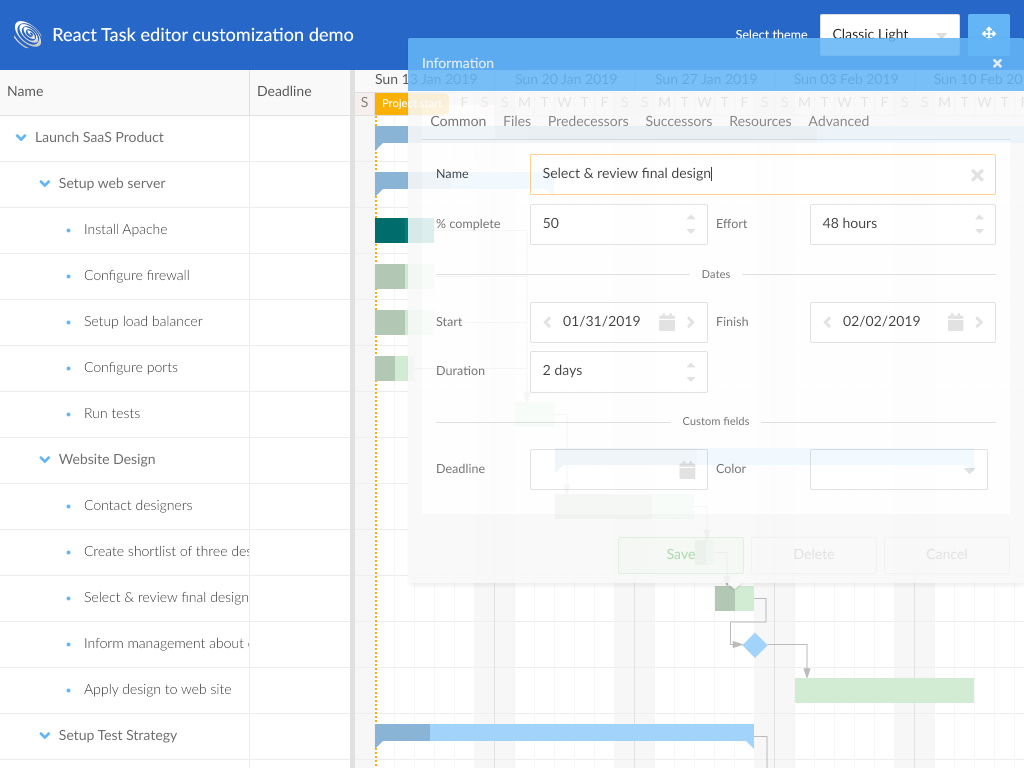 React Task editor customization demo
Select theme
Classic Light
Information
Name
Deadline
Sun 13 Jan 2019
Sun 20 Jan 2019
Sun 27 Jan 2019
Sun 03 Feb 2019
Sun 10 Feb 20
S
Project start
F S S M T W T F S S M T W T F S S M T W T F S S M T W T
Common
Files
Predecessors
Successors
Resources
Advanced
Launch SaaS Product
Setup web server
Install Apache
Configure firewall
Setup load balancer
Configure ports
Run tests
Website Design
Contact designers
Create shortlist of three des
Select & review final design
Inform management about
Apply design to web site
Setup Test Strategy
Name
Select & review final design
% complete
50
Effort
48 hours
Dates
Start
01/31/2019
Finish
02/02/2019
Duration
2 days
Custom fields
Deadline
Color
Save
Delete
Cancel